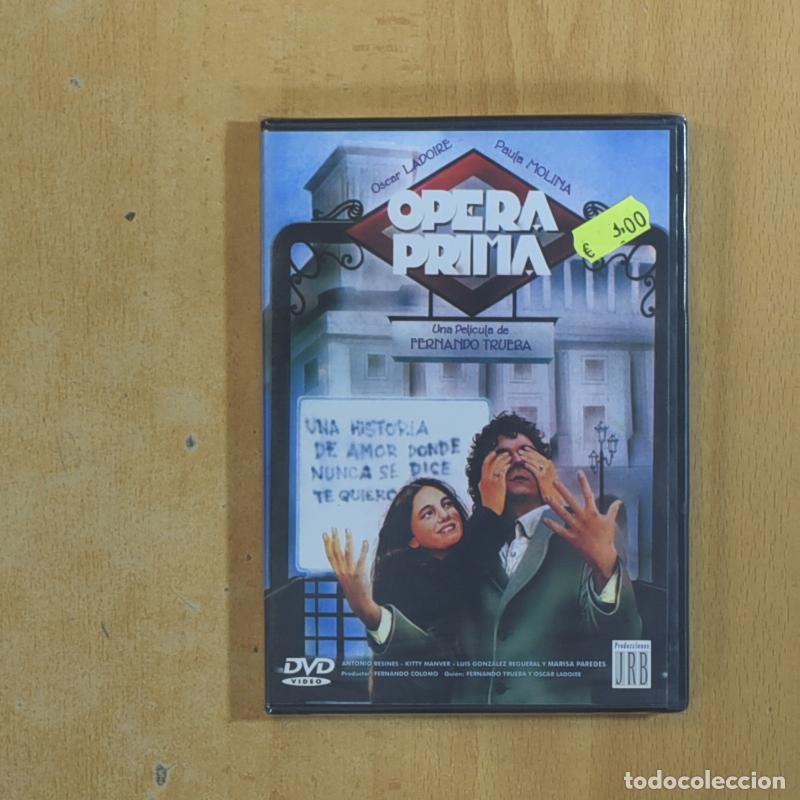 Oscar LADOIRE
Paula MOLINA
OPERA
PRIMA
€ 3,00
Una Película de
FERNANDO TRUEBA
UNA HISTORIA
DE AMOR DONDE
NUNCA SE DICE
TE QUIERO
DVD
VIDEO
ANTONIO RESINES - KITTY MANVER - LUIS GONZÁLEZ REGUERAL Y MARISA PAREDES
Productor: FERNANDO COLOMO Guión: FERNANDO TRUEBA Y OSCAR LADOIRE
Producciones
JRB
todocoleccion